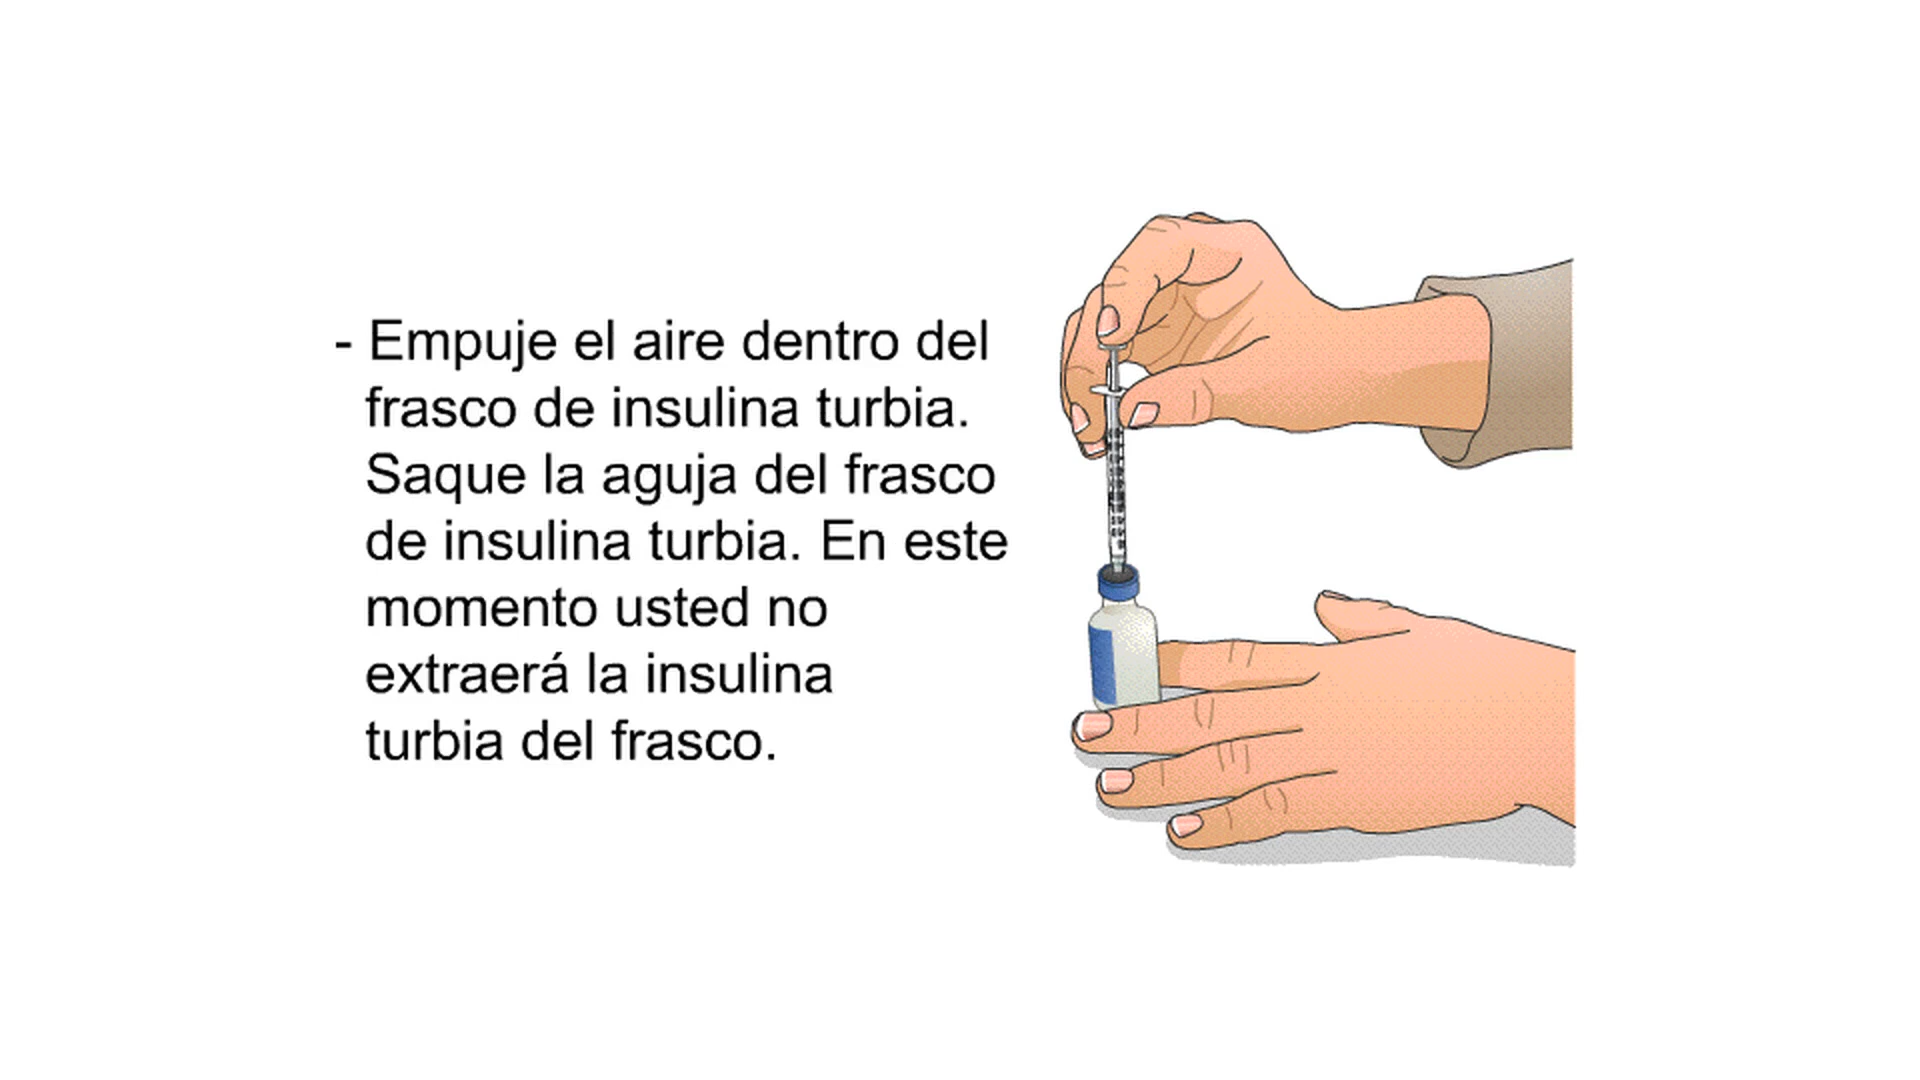 - Empuje el aire dentro del
frasco de insulina turbia.
Saque la aguja del frasco
de insulina turbia. En este
momento usted no
extraerá la insulina
turbia del frasco.